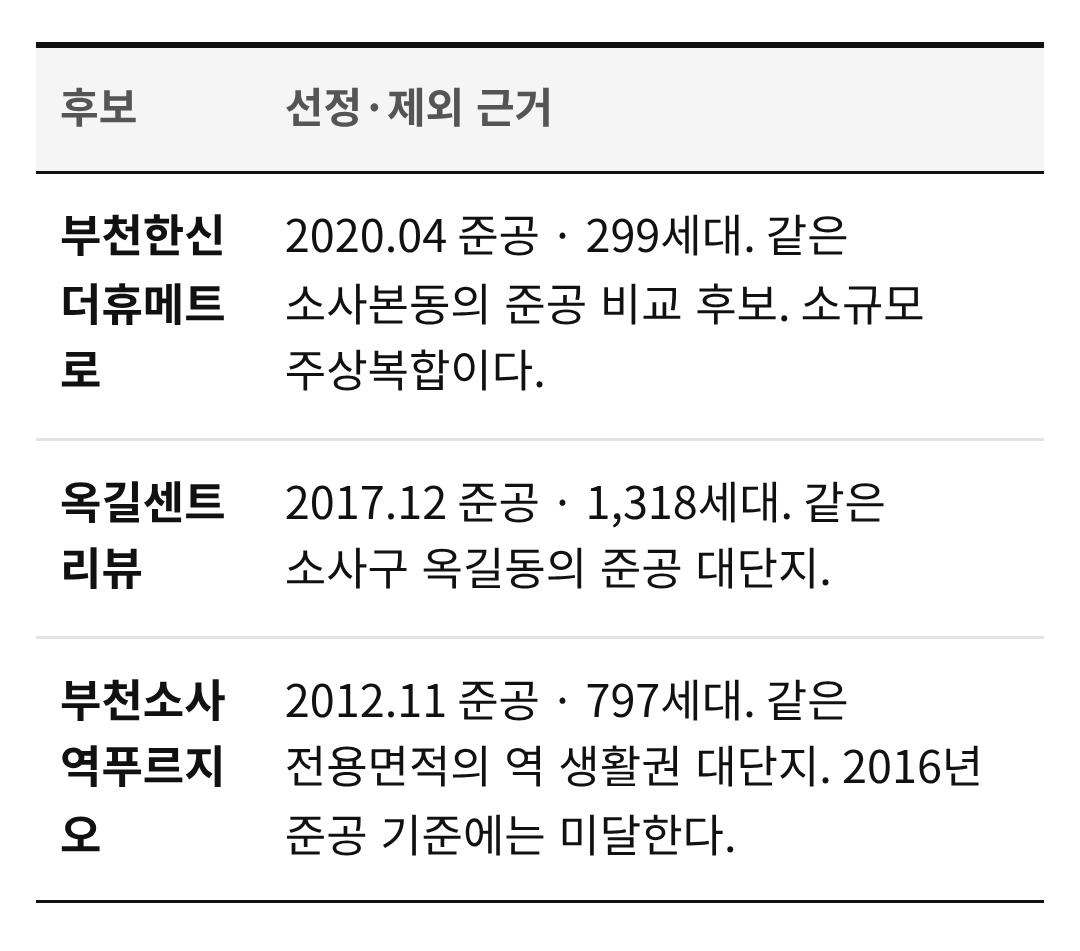 후보 선정·제외 근거
부천한신 2020.04 준공 · 299세대. 같은
더휴메트 소사본동의 준공 비교 후보. 소규모
로 주상복합이다.
옥길센트 2017.12 준공 · 1,318세대. 같은
리뷰 소사구 옥길동의 준공 대단지.
부천소사 2012.11 준공 · 797세대. 같은
역푸르지 전용면적의 역 생활권 대단지. 2016년
오 준공 기준에는 미달한다.